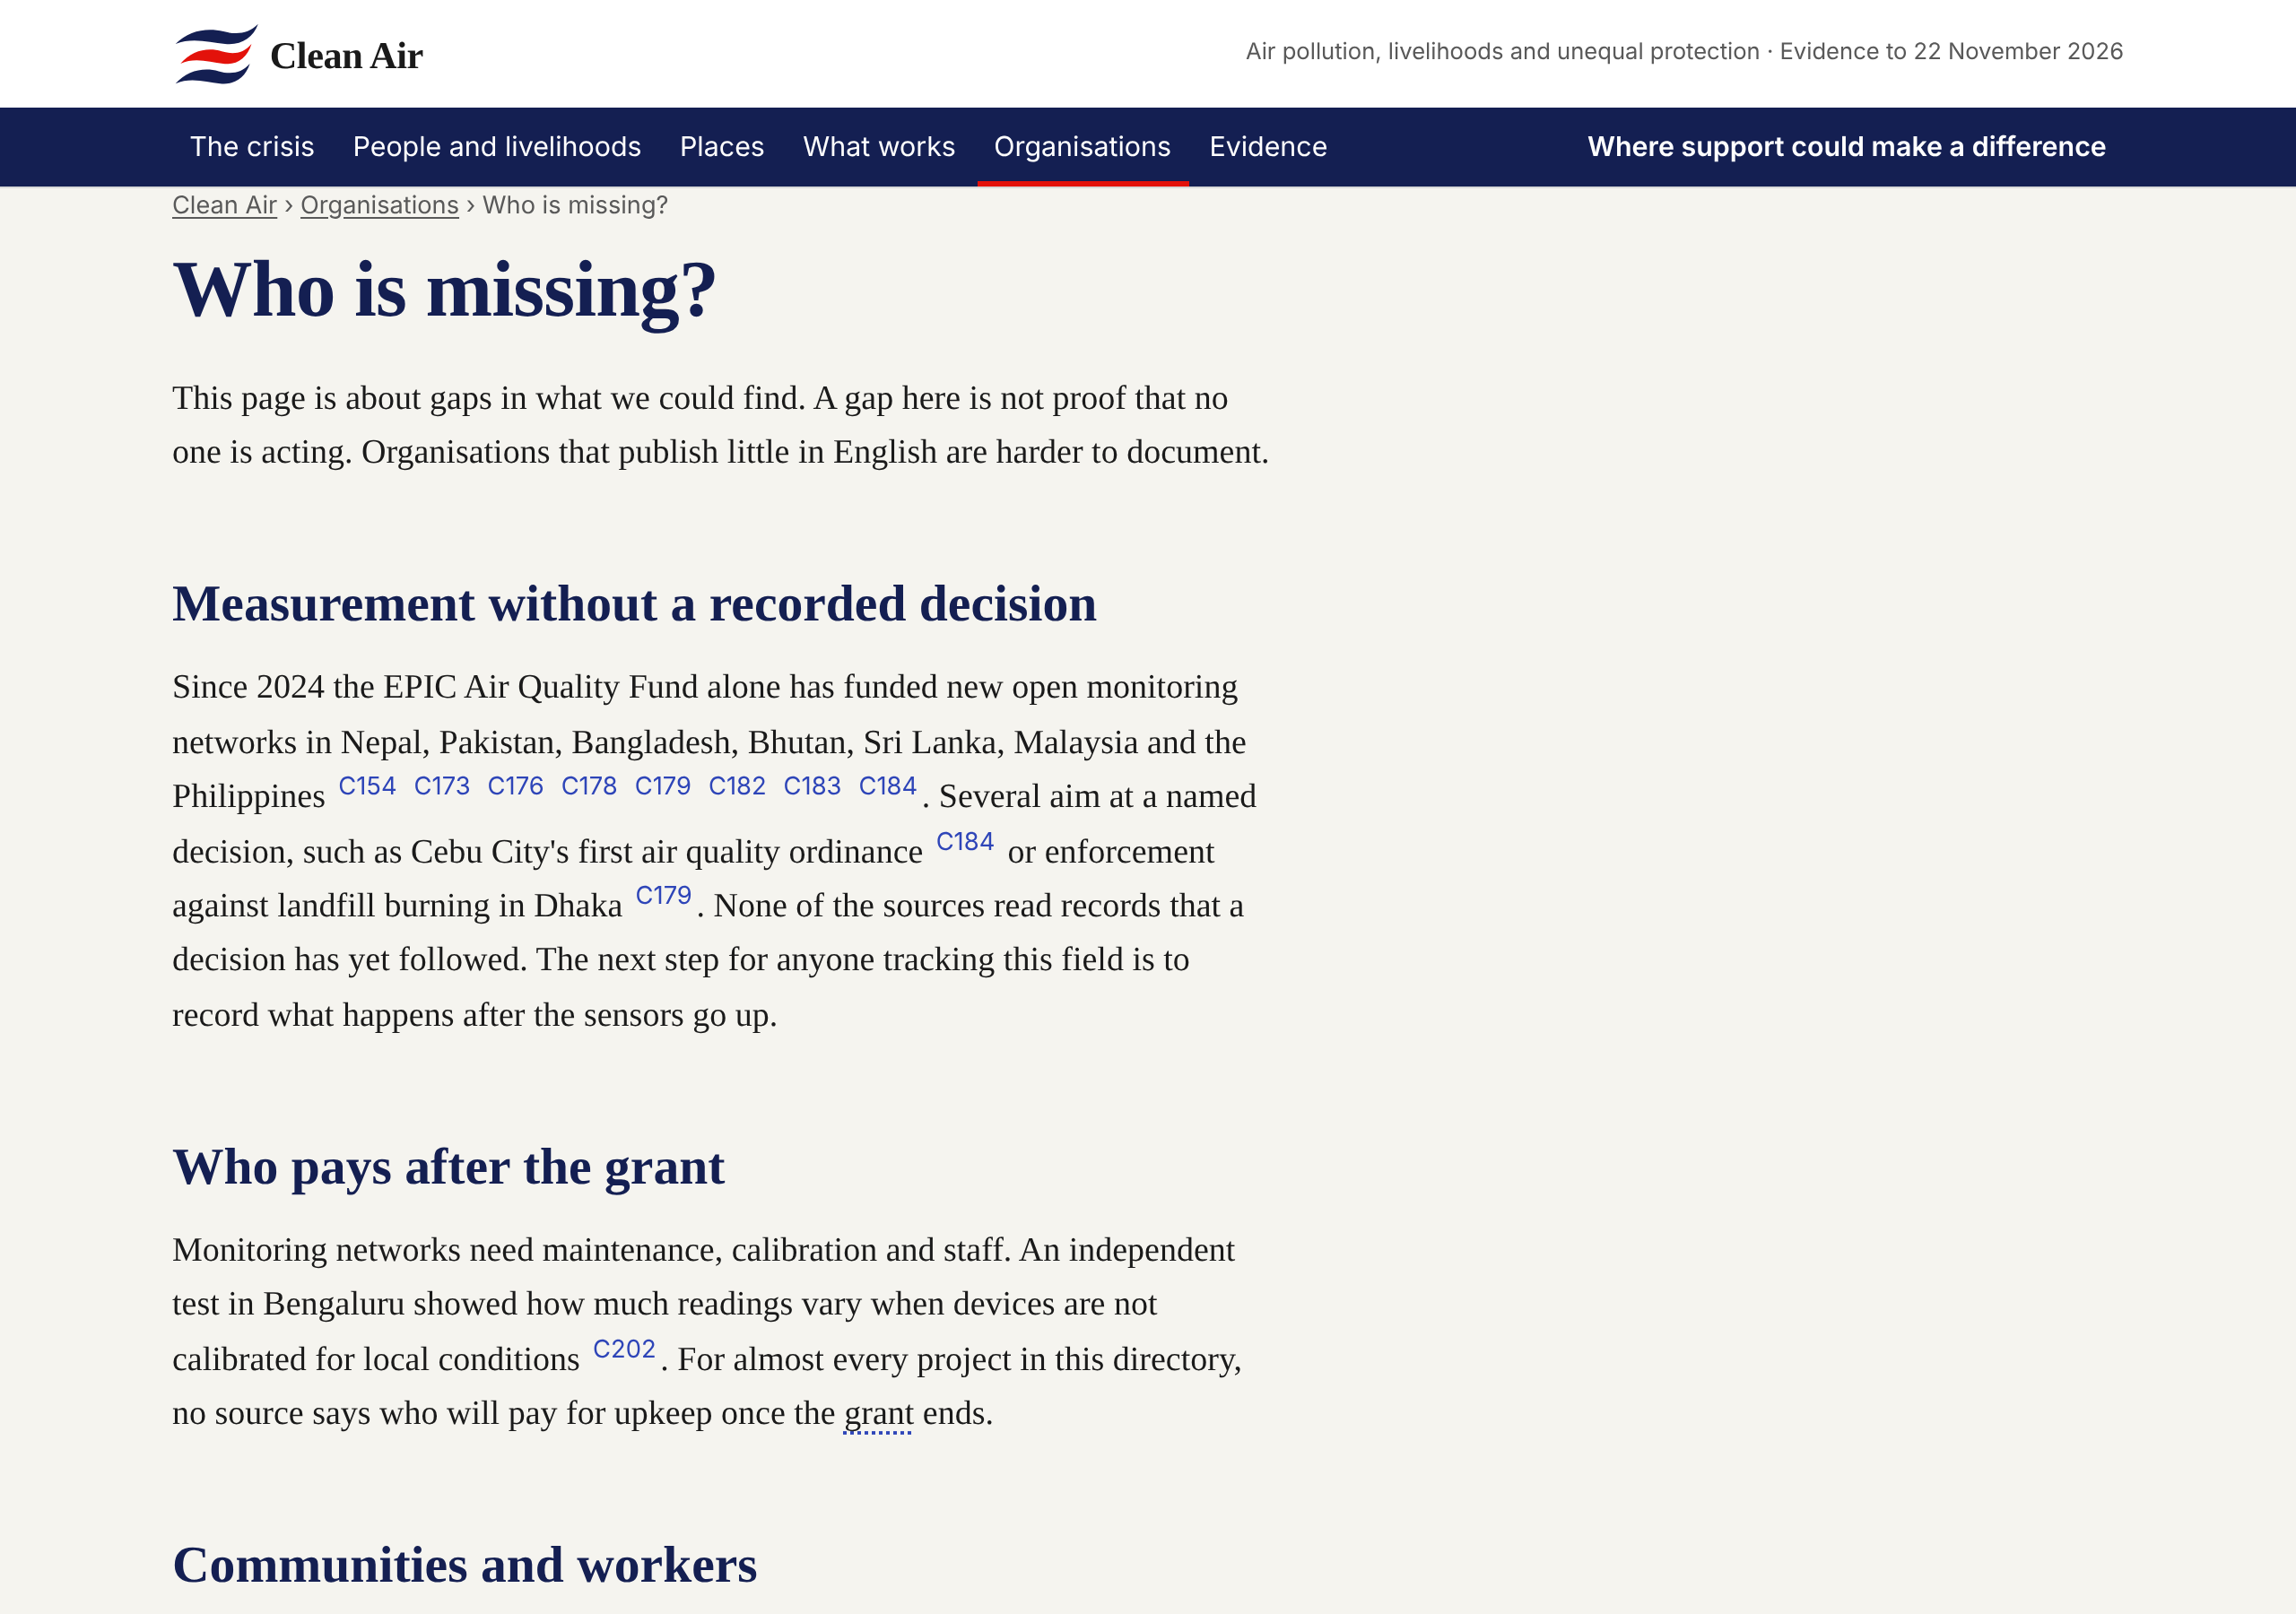 Clean Air
Air pollution, livelihoods and unequal protection · Evidence to 22 November 2026
The crisis People and livelihoods Places What works Organisations Evidence Where support could make a difference
Clean Air › Organisations › Who is missing?
Who is missing?
This page is about gaps in what we could find. A gap here is not proof that no
one is acting. Organisations that publish little in English are harder to document.
Measurement without a recorded decision
Since 2024 the EPIC Air Quality Fund alone has funded new open monitoring
networks in Nepal, Pakistan, Bangladesh, Bhutan, Sri Lanka, Malaysia and the
Philippines C154 C173 C176 C178 C179 C182 C183 C184 . Several aim at a named
decision, such as Cebu City's first air quality ordinance C184 or enforcement
against landfill burning in Dhaka C179 . None of the sources read records that a
decision has yet followed. The next step for anyone tracking this field is to
record what happens after the sensors go up.
Who pays after the grant
Monitoring networks need maintenance, calibration and staff. An independent
test in Bengaluru showed how much readings vary when devices are not
calibrated for local conditions C202 . For almost every project in this directory,
no source says who will pay for upkeep once the grant ends.
Communities and workers